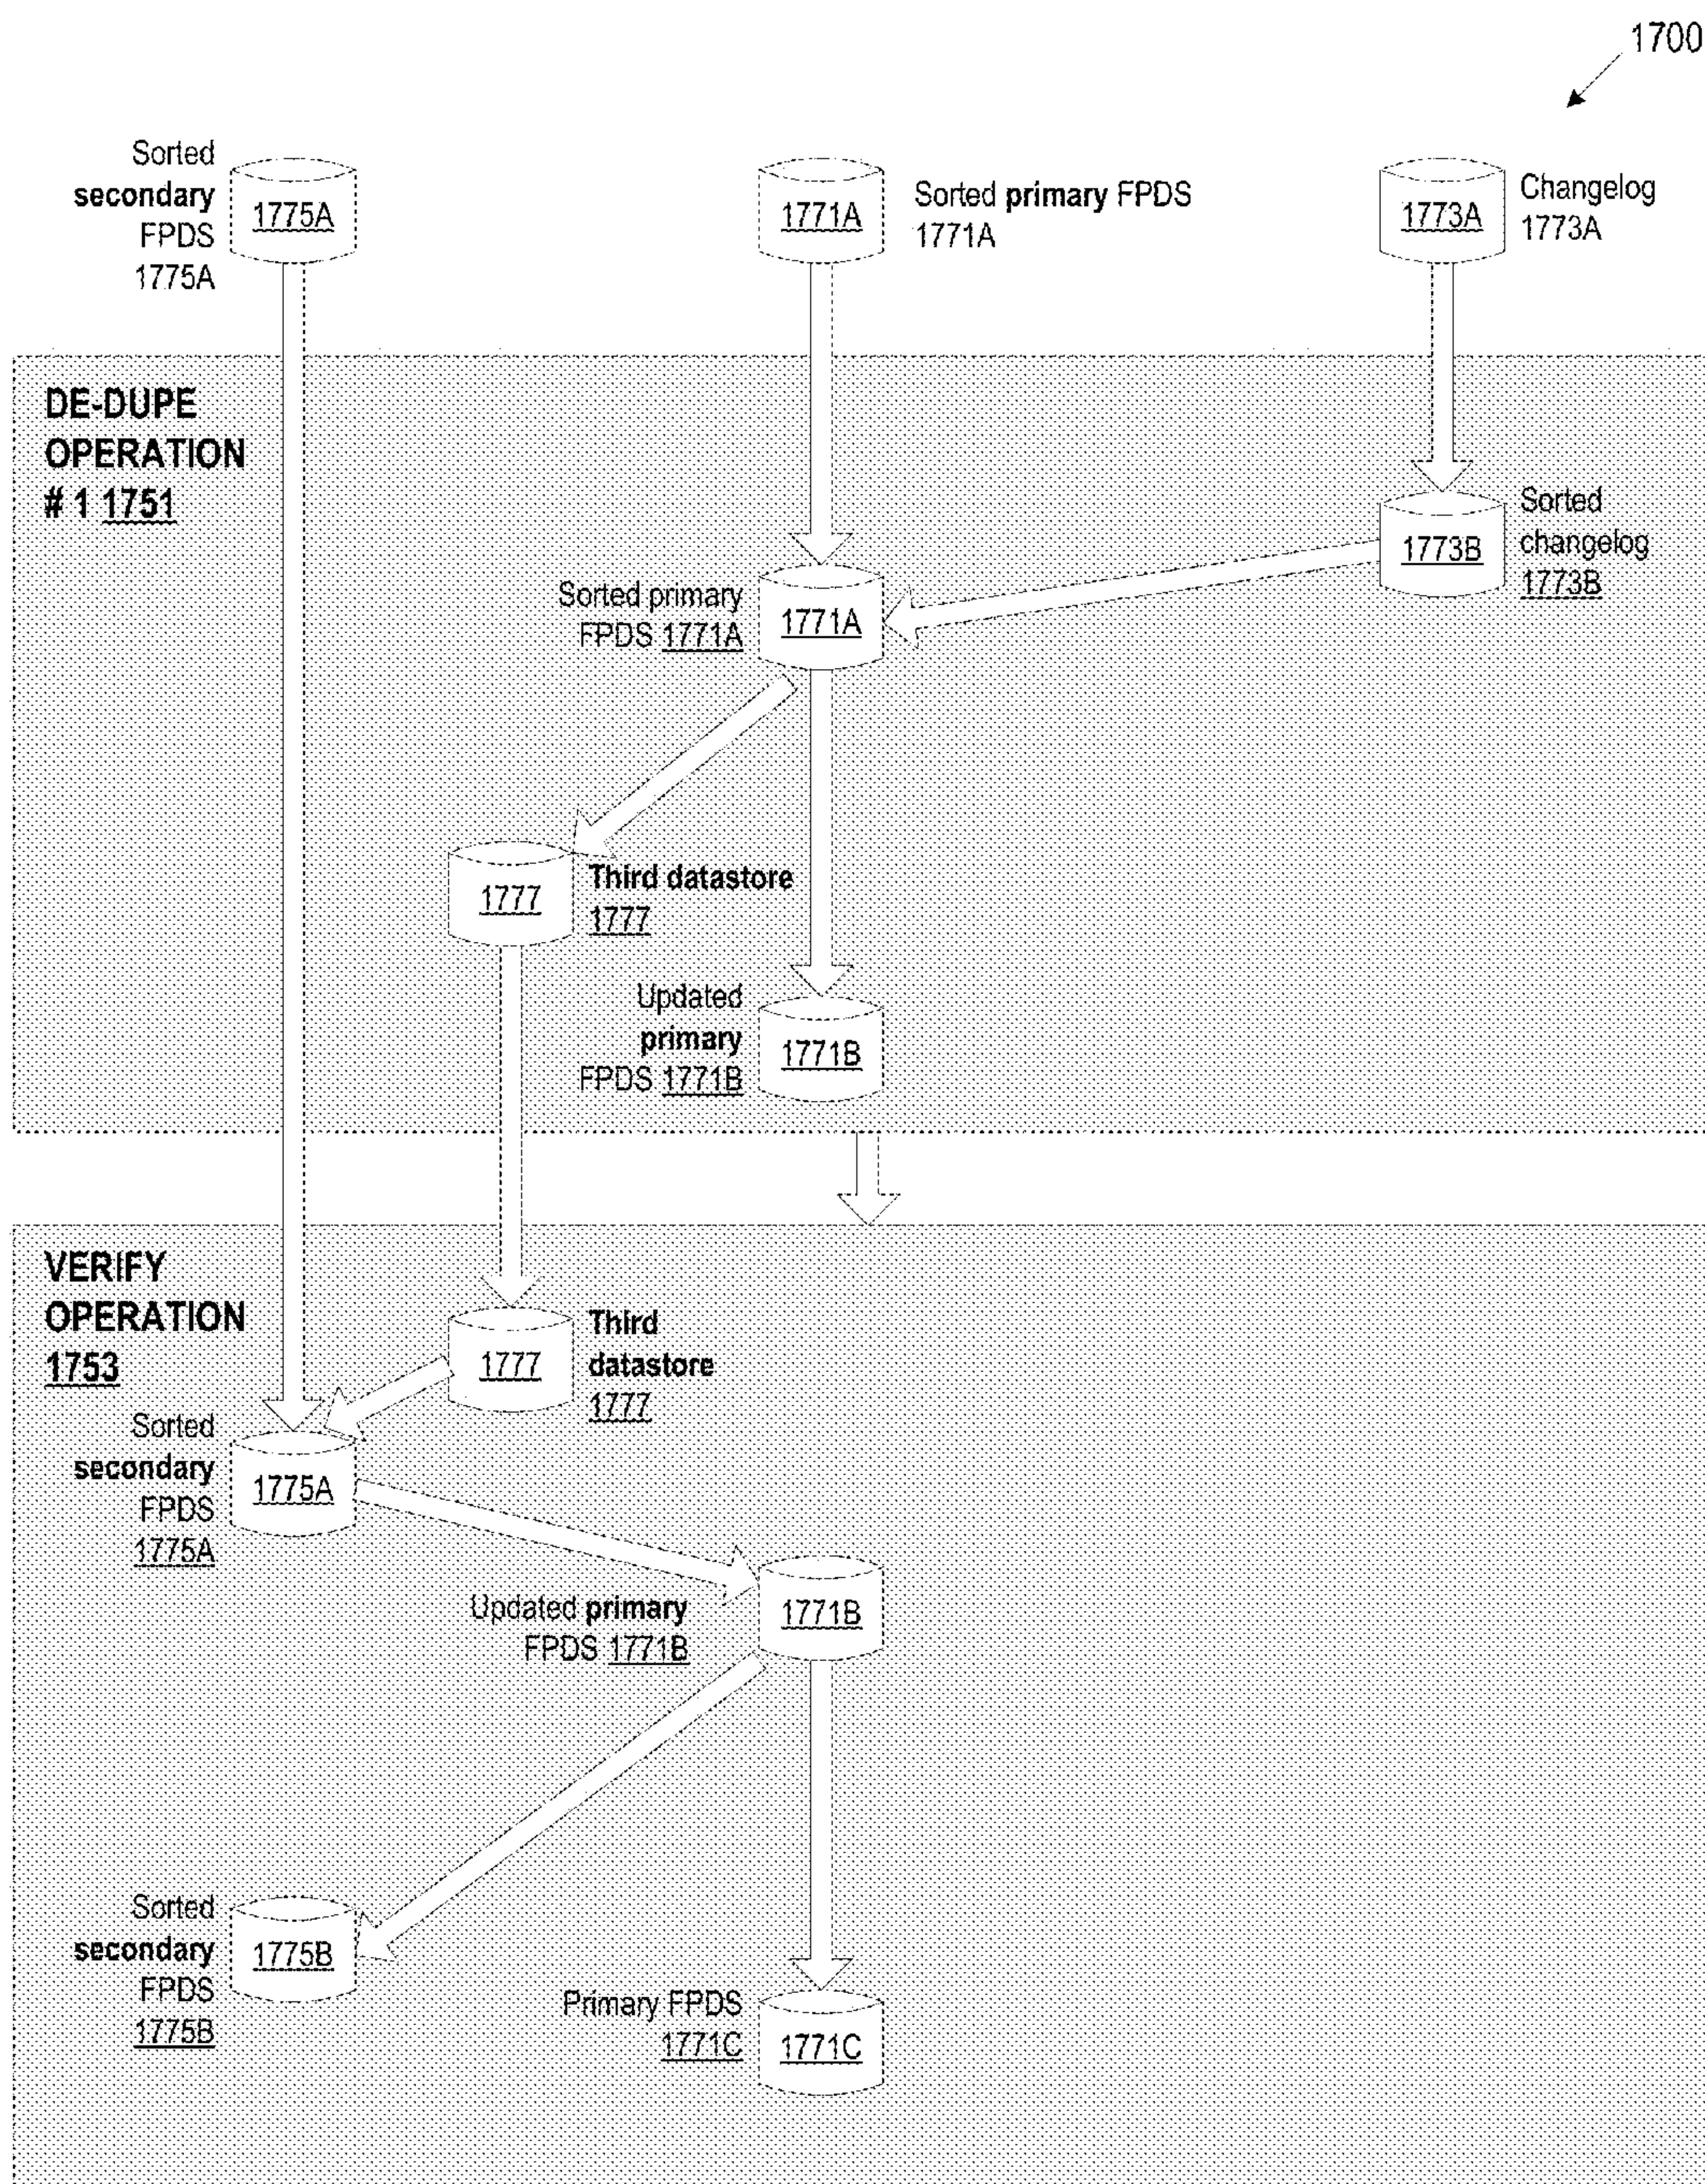 1700
Sorted
secondary
FPDS
1775A
1775A
1771A
Sorted primary FPDS
1771A
1773A
Changelog
1773A
DE-DUPE
OPERATION
# 1 1751
1773B
Sorted
changelog
1773B
Sorted primary
FPDS 1771A
1771A
1777
Third datastore
1777
Updated
primary
FPDS 1771B
1771B
VERIFY
OPERATION
1753
1777
Third
datastore
1777
Sorted
secondary
FPDS
1775A
1775A
Updated primary
FPDS 1771B
1771B
Sorted
secondary
FPDS
1775B
1775B
Primary FPDS
1771C
1771C